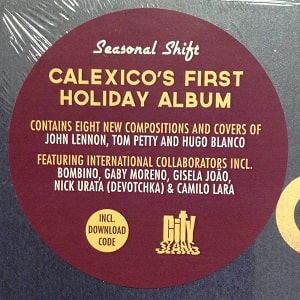 Seasonal Shift
CALEXICO'S FIRST
HOLIDAY ALBUM
CONTAINS EIGHT NEW COMPOSITIONS AND COVERS OF
JOHN LENNON, TOM PETTY AND HUGO BLANCO
FEATURING INTERNATIONAL COLLABORATORS INCL.
BOMBINO, GABY MORENO, GISELA JOÃO,
NICK URATA (DEVOTCHKA) & CAMILO LARA
INCL.
DOWNLOAD
CODE
City
SLANG